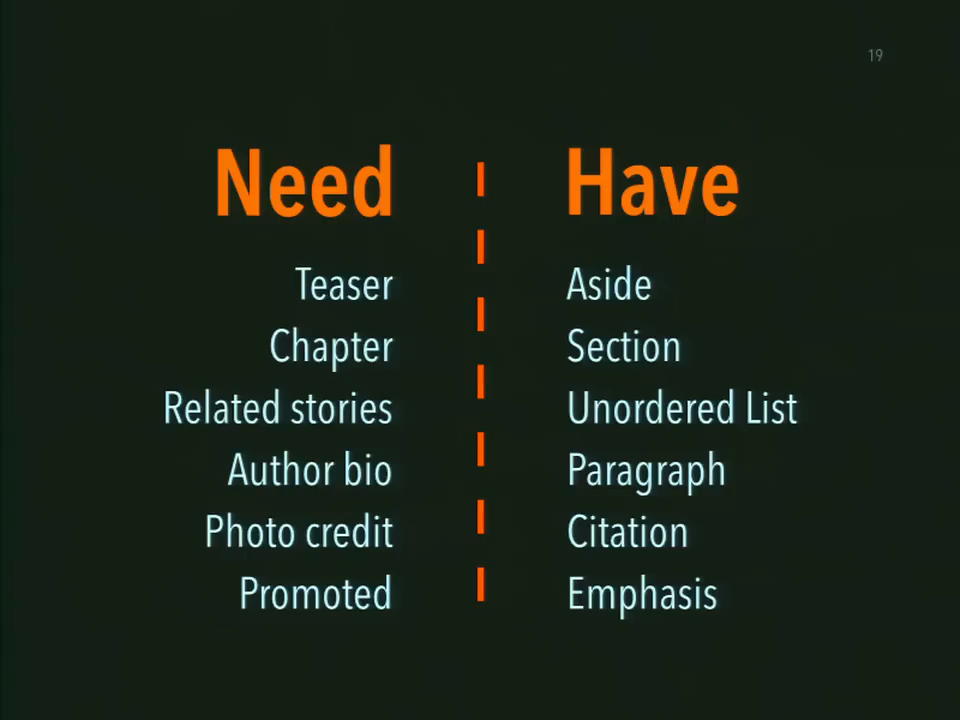 19
Need
Have
Teaser
Aside
Chapter
Section
Related stories
Unordered List
Author bio
Paragraph
Photo credit
Citation
Promoted
Emphasis